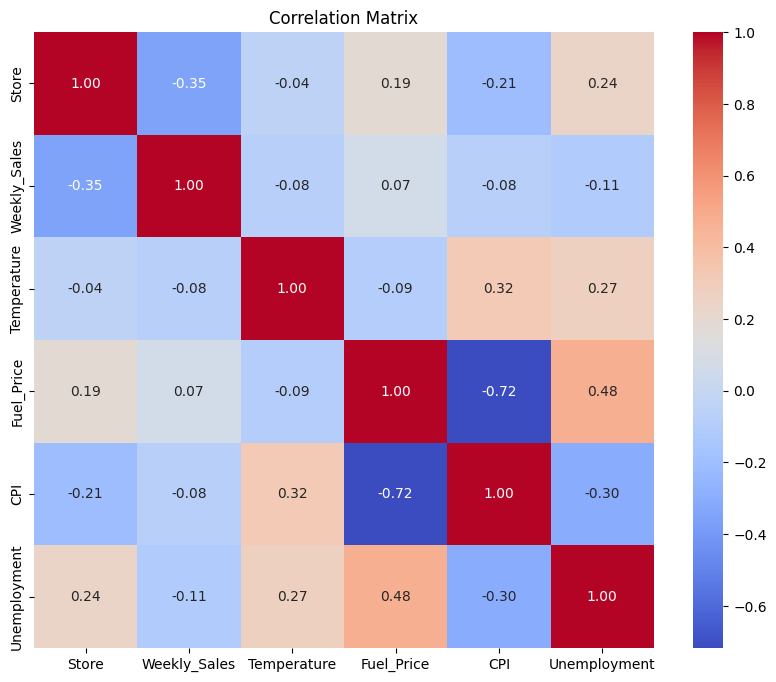 Correlation Matrix
Store 1.00 -0.35 -0.04 0.19 -0.21 0.24
Weekly_Sales -0.35 1.00 -0.08 0.07 -0.08 -0.11
Temperature -0.04 -0.08 1.00 -0.09 0.32 0.27
Fuel_Price 0.19 0.07 -0.09 1.00 -0.72 0.48
CPI -0.21 -0.08 0.32 -0.72 1.00 -0.30
Unemployment 0.24 -0.11 0.27 0.48 -0.30 1.00
Store Weekly_Sales Temperature Fuel_Price CPI Unemployment
1.0
0.8
0.6
0.4
0.2
0.0
−0.2
−0.4
−0.6